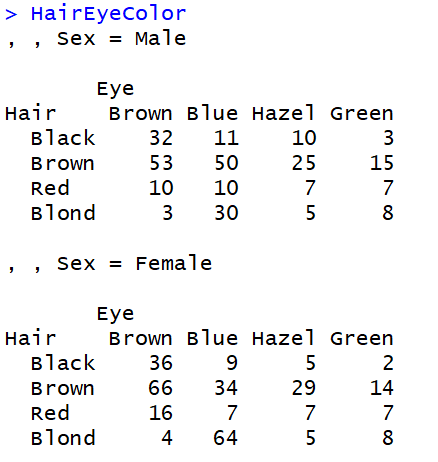 > HairEyeColor
, , Sex = Male
Eye
Hair Brown Blue Hazel Green
Black 32 11 10 3
Brown 53 50 25 15
Red 10 10 7 7
Blond 3 30 5 8
, , Sex = Female
Eye
Hair Brown Blue Hazel Green
Black 36 9 5 2
Brown 66 34 29 14
Red 16 7 7 7
Blond 4 64 5 8